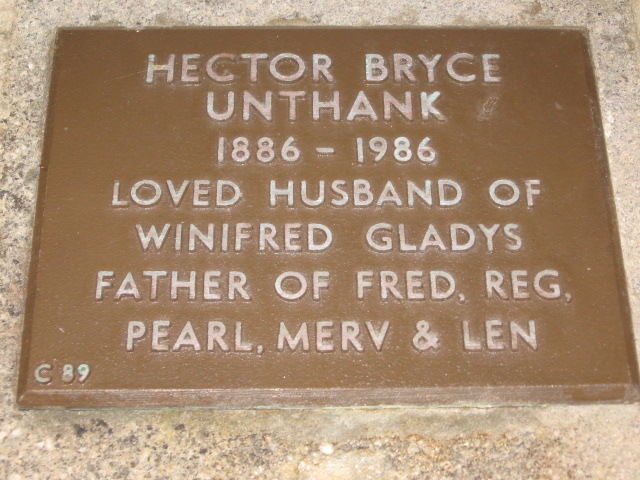 HECTOR BRYCE
UNTHANK
1886 - 1986
LOVED HUSBAND OF
WINIFRED GLADYS
FATHER OF FRED, REG,
PEARL, MERV & LEN
C 89